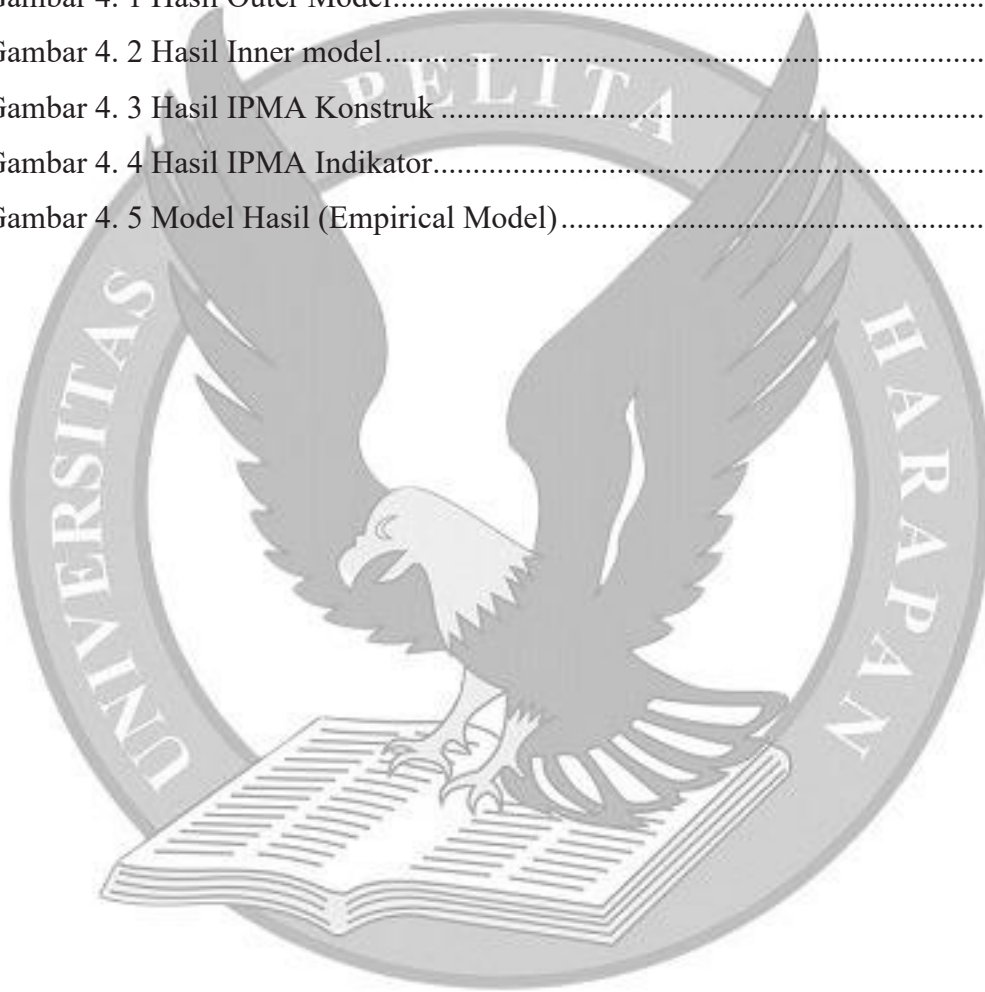 Gambar 4. 1 Hasil Outer Model....................................................................
Gambar 4. 2 Hasil Inner model.....................................................................
Gambar 4. 3 Hasil IPMA Konstruk..............................................................
Gambar 4. 4 Hasil IPMA Indikator...............................................................
Gambar 4. 5 Model Hasil (Empirical Model)................................................
UNIVERSITAS PELITA HARAPAN